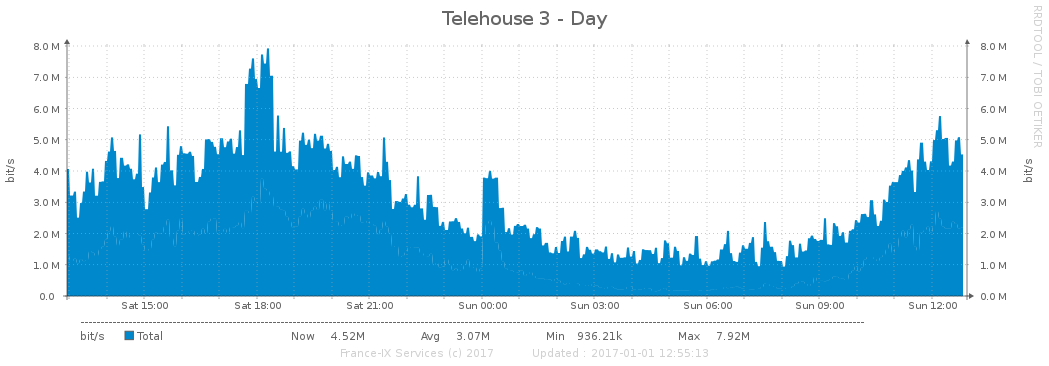 Telehouse 3 - Day
RRDTOOL / TOBI OETIKER
bit/s
8.0 M
7.0 M
6.0 M
5.0 M
4.0 M
3.0 M
2.0 M
1.0 M
0.0
8.0 M
7.0 M
6.0 M
5.0 M
4.0 M
3.0 M
2.0 M
1.0 M
0.0 M
bit/s
Sat 15:00 Sat 18:00 Sat 21:00 Sun 00:00 Sun 03:00 Sun 06:00 Sun 09:00 Sun 12:00
bit/s Total Now 4.52M Avg 3.07M Min 936.21k Max 7.92M
France-IX Services (c) 2017 Updated : 2017-01-01 12:55:13